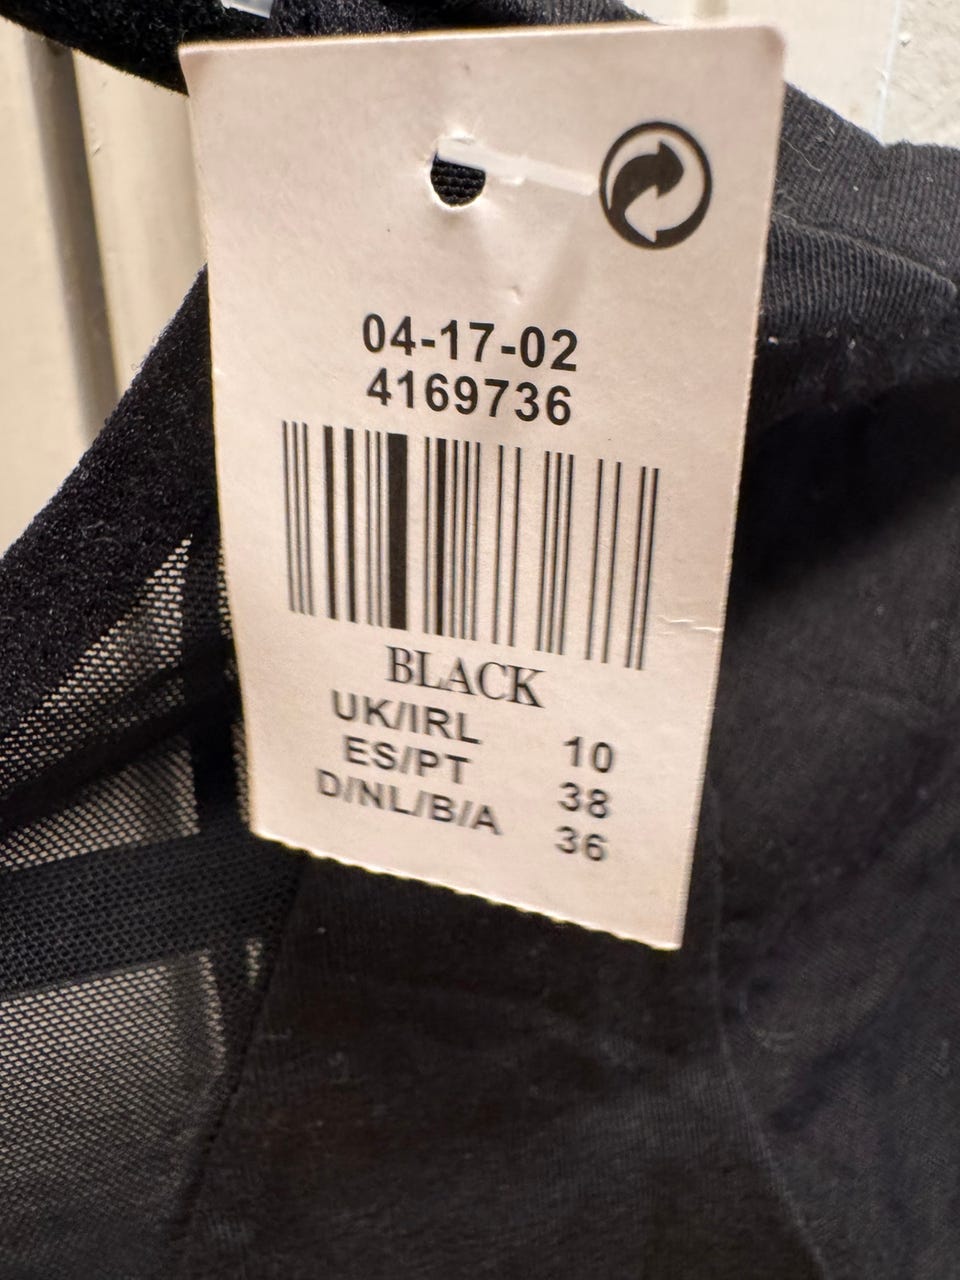 04-17-02
4169736
BLACK
UK/IRL 10
ES/PT 38
D/NL/B/A 36